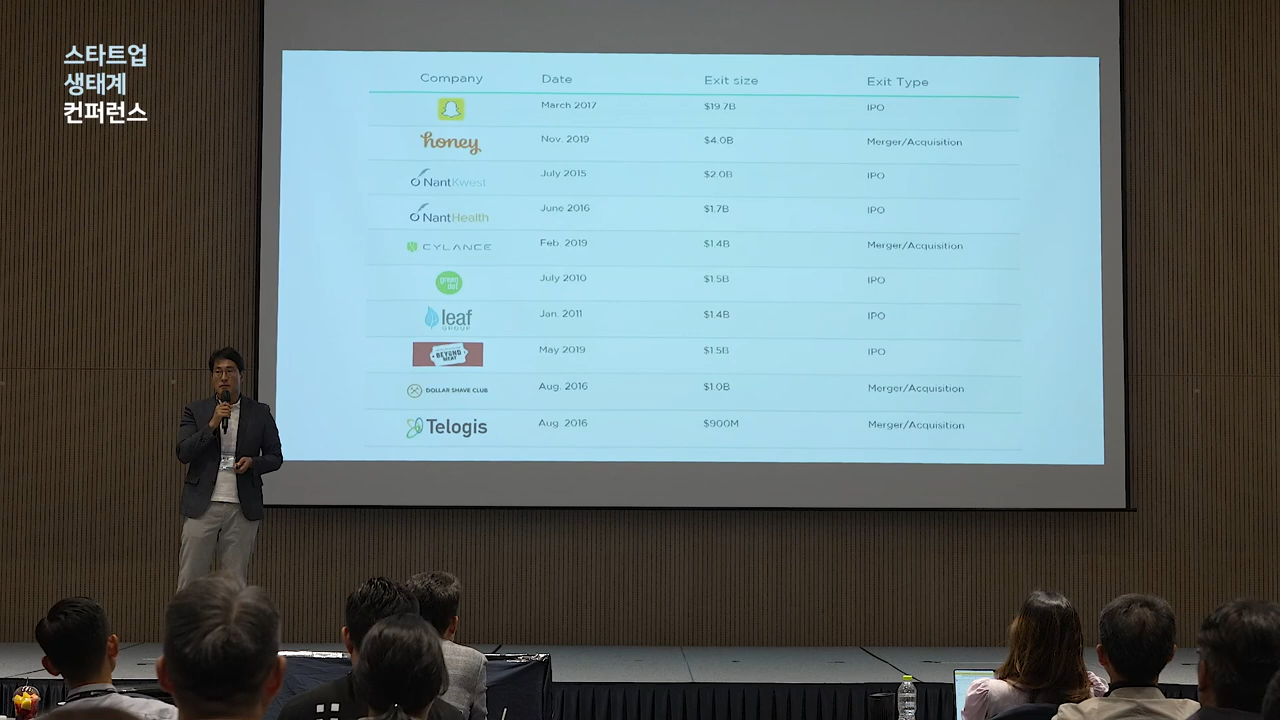 스타트업
생태계
컨퍼런스
Company Date Exit size Exit Type
March 2017 $19.7B IPO
honey Nov. 2019 $4.0B Merger/Acquisition
NantKwest July 2015 $2.0B IPO
NantHealth June 2016 $1.7B IPO
CYLANCE Feb. 2019 $1.4B Merger/Acquisition
green dot July 2010 $1.5B IPO
leaf GROUP Jan. 2011 $1.4B IPO
BEYOND MEAT May 2019 $1.5B IPO
DOLLAR SHAVE CLUB Aug. 2016 $1.0B Merger/Acquisition
Telogis Aug. 2016 $900M Merger/Acquisition